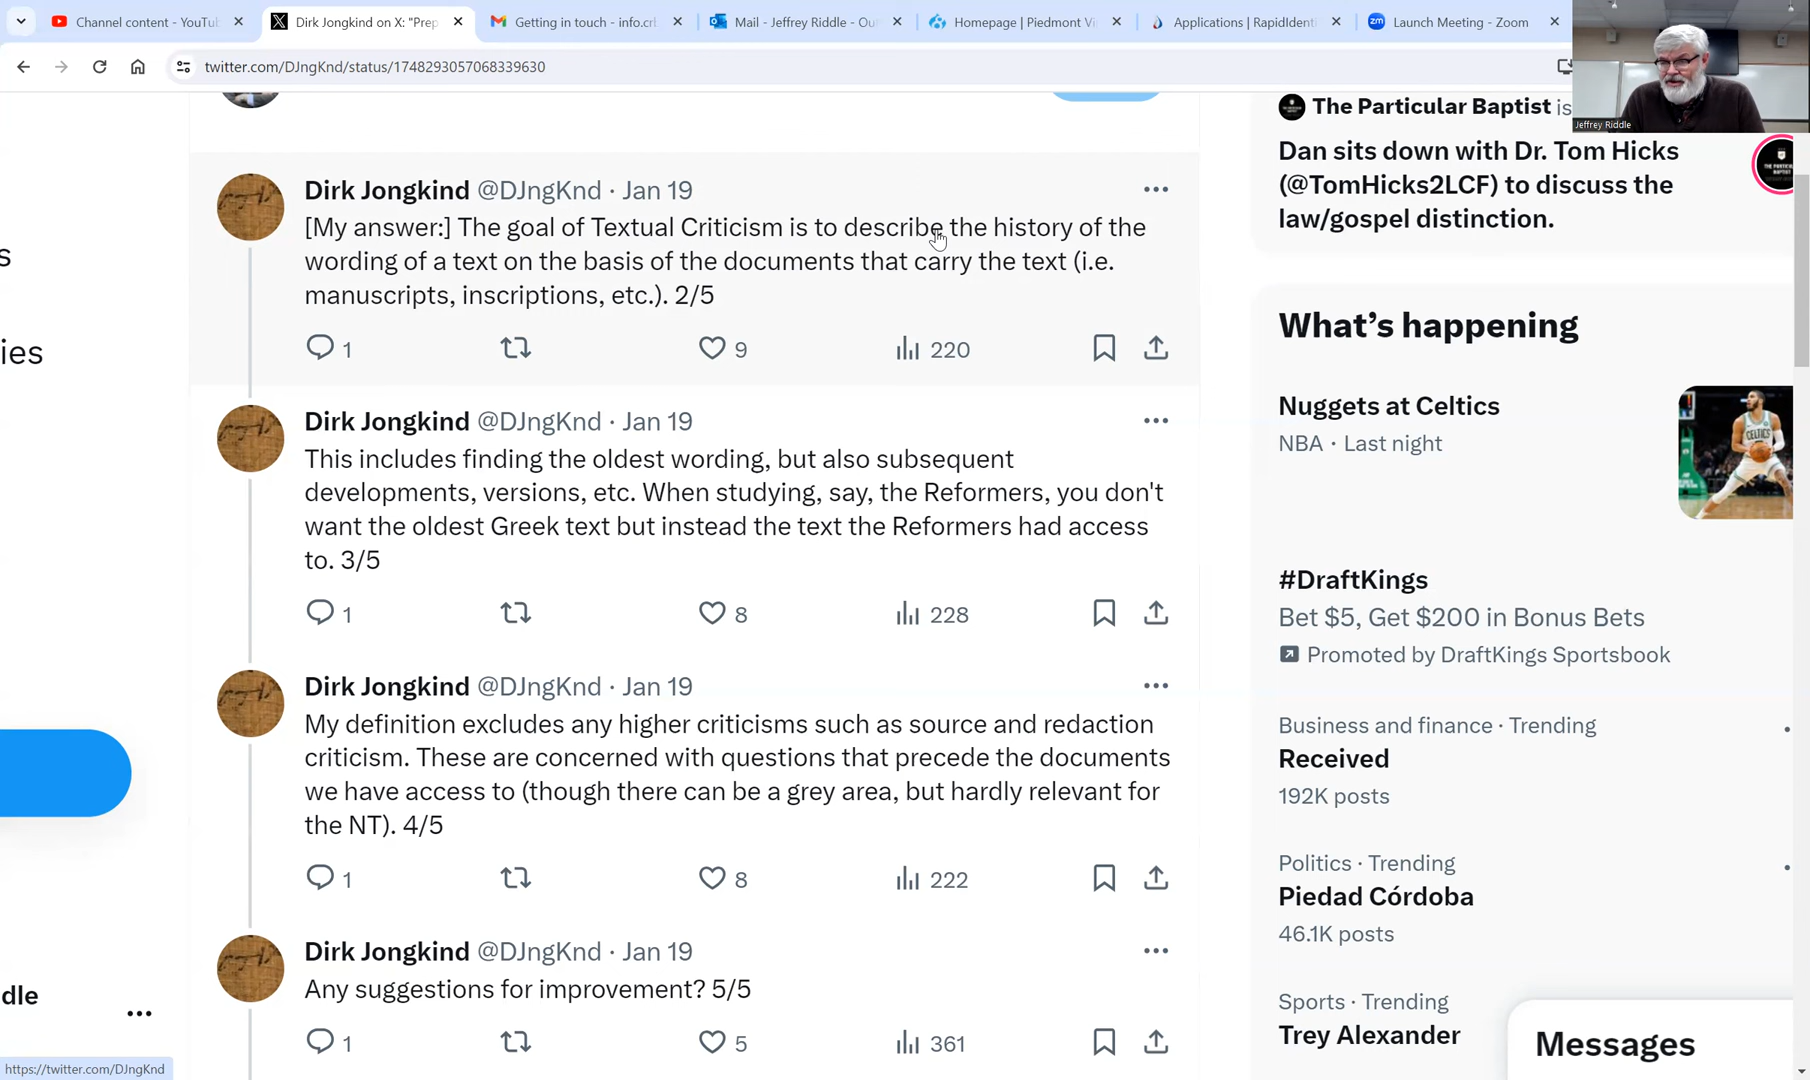 Channel content - YouTu
Dirk Jongkind on X: "Prep
Getting in touch - info.crb
Mail - Jeffrey Riddle - Ou
Homepage | Piedmont Vi
Applications | RapidIdenti
Launch Meeting - Zoom
twitter.com/DJngKnd/status/1748293057068339630
Jeffrey Riddle
Dirk Jongkind @DJngKnd · Jan 19
[My answer:] The goal of Textual Criticism is to describe the history of the
wording of a text on the basis of the documents that carry the text (i.e.
manuscripts, inscriptions, etc.). 2/5
1 9 220
Dirk Jongkind @DJngKnd · Jan 19
This includes finding the oldest wording, but also subsequent
developments, versions, etc. When studying, say, the Reformers, you don't
want the oldest Greek text but instead the text the Reformers had access
to. 3/5
1 8 228
Dirk Jongkind @DJngKnd · Jan 19
My definition excludes any higher criticisms such as source and redaction
criticism. These are concerned with questions that precede the documents
we have access to (though there can be a grey area, but hardly relevant for
the NT). 4/5
1 8 222
Dirk Jongkind @DJngKnd · Jan 19
Any suggestions for improvement? 5/5
1 5 361
The Particular Baptist is
Dan sits down with Dr. Tom Hicks
(@TomHicks2LCF) to discuss the
law/gospel distinction.
What's happening
Nuggets at Celtics
NBA · Last night
#DraftKings
Bet $5, Get $200 in Bonus Bets
Promoted by DraftKings Sportsbook
Business and finance · Trending
Received
192K posts
Politics · Trending
Piedad Córdoba
46.1K posts
Sports · Trending
Trey Alexander
Messages
s
ies
dle
https://twitter.com/DJngKnd